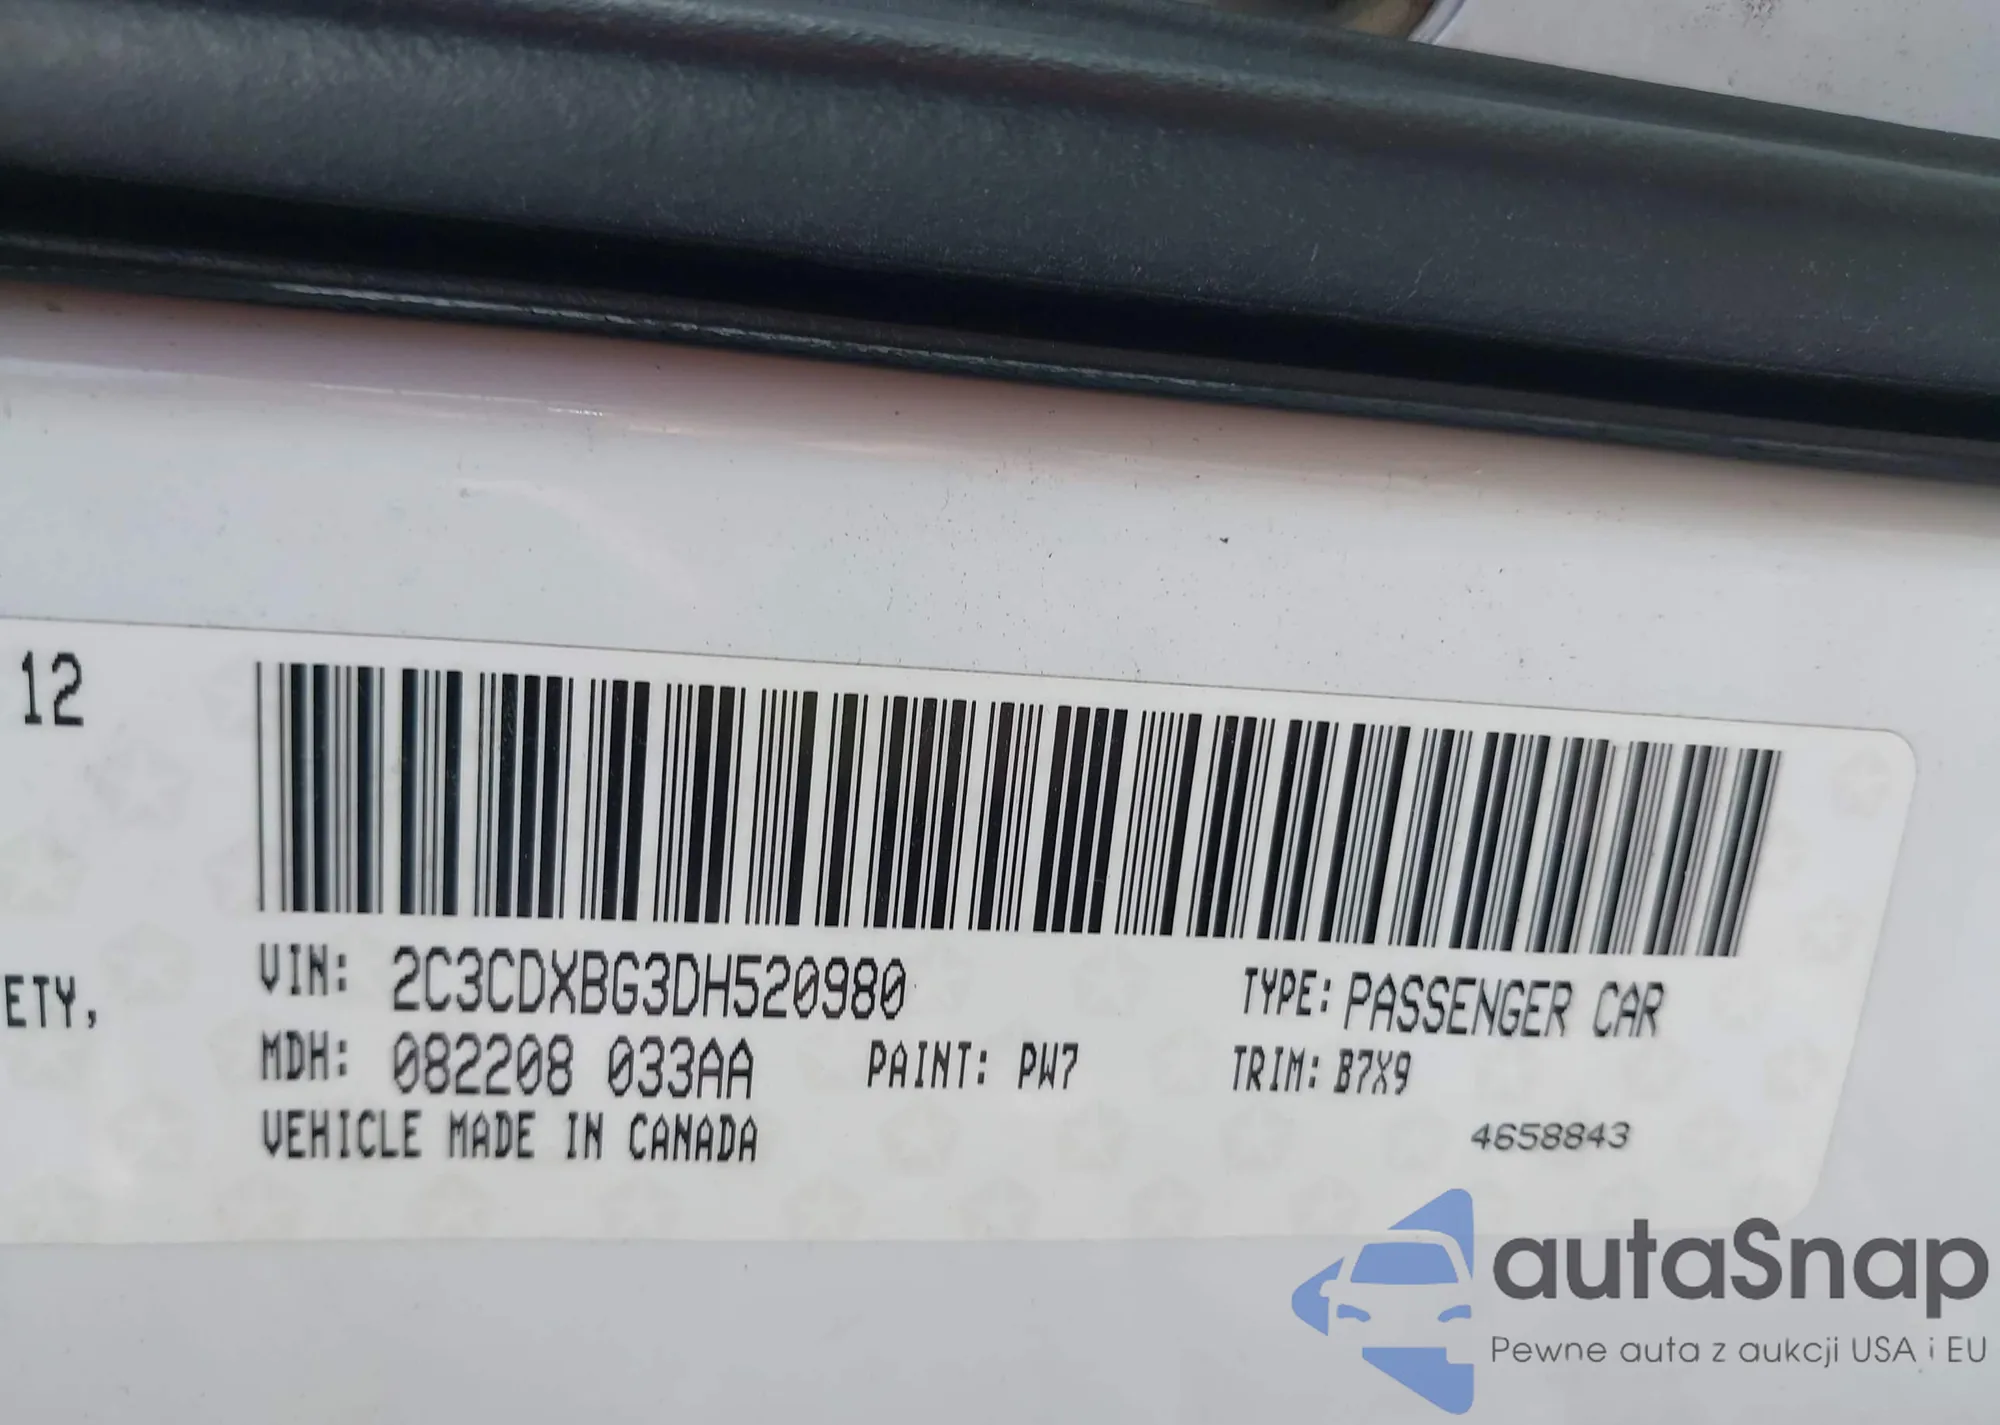 12
ETY,
VIN: 2C3CDXBG3DH520980
TYPE: PASSENGER CAR
MDH: 082208 033AA
PAINT: PW7
TRIM: B7X9
VEHICLE MADE IN CANADA
4658843
autaSnap
Pewne auta z aukcji USA i EU